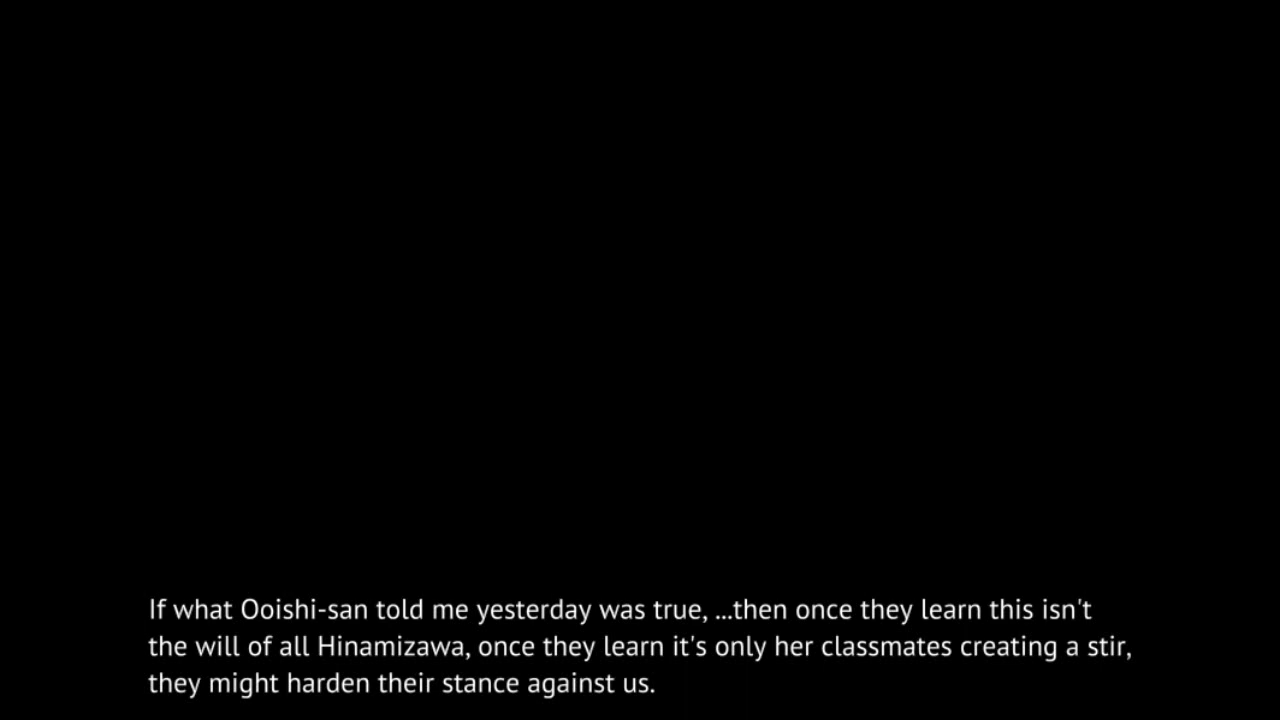 If what Ooishi-san told me yesterday was true, ...then once they learn this isn't
the will of all Hinamizawa, once they learn it's only her classmates creating a stir,
they might harden their stance against us.